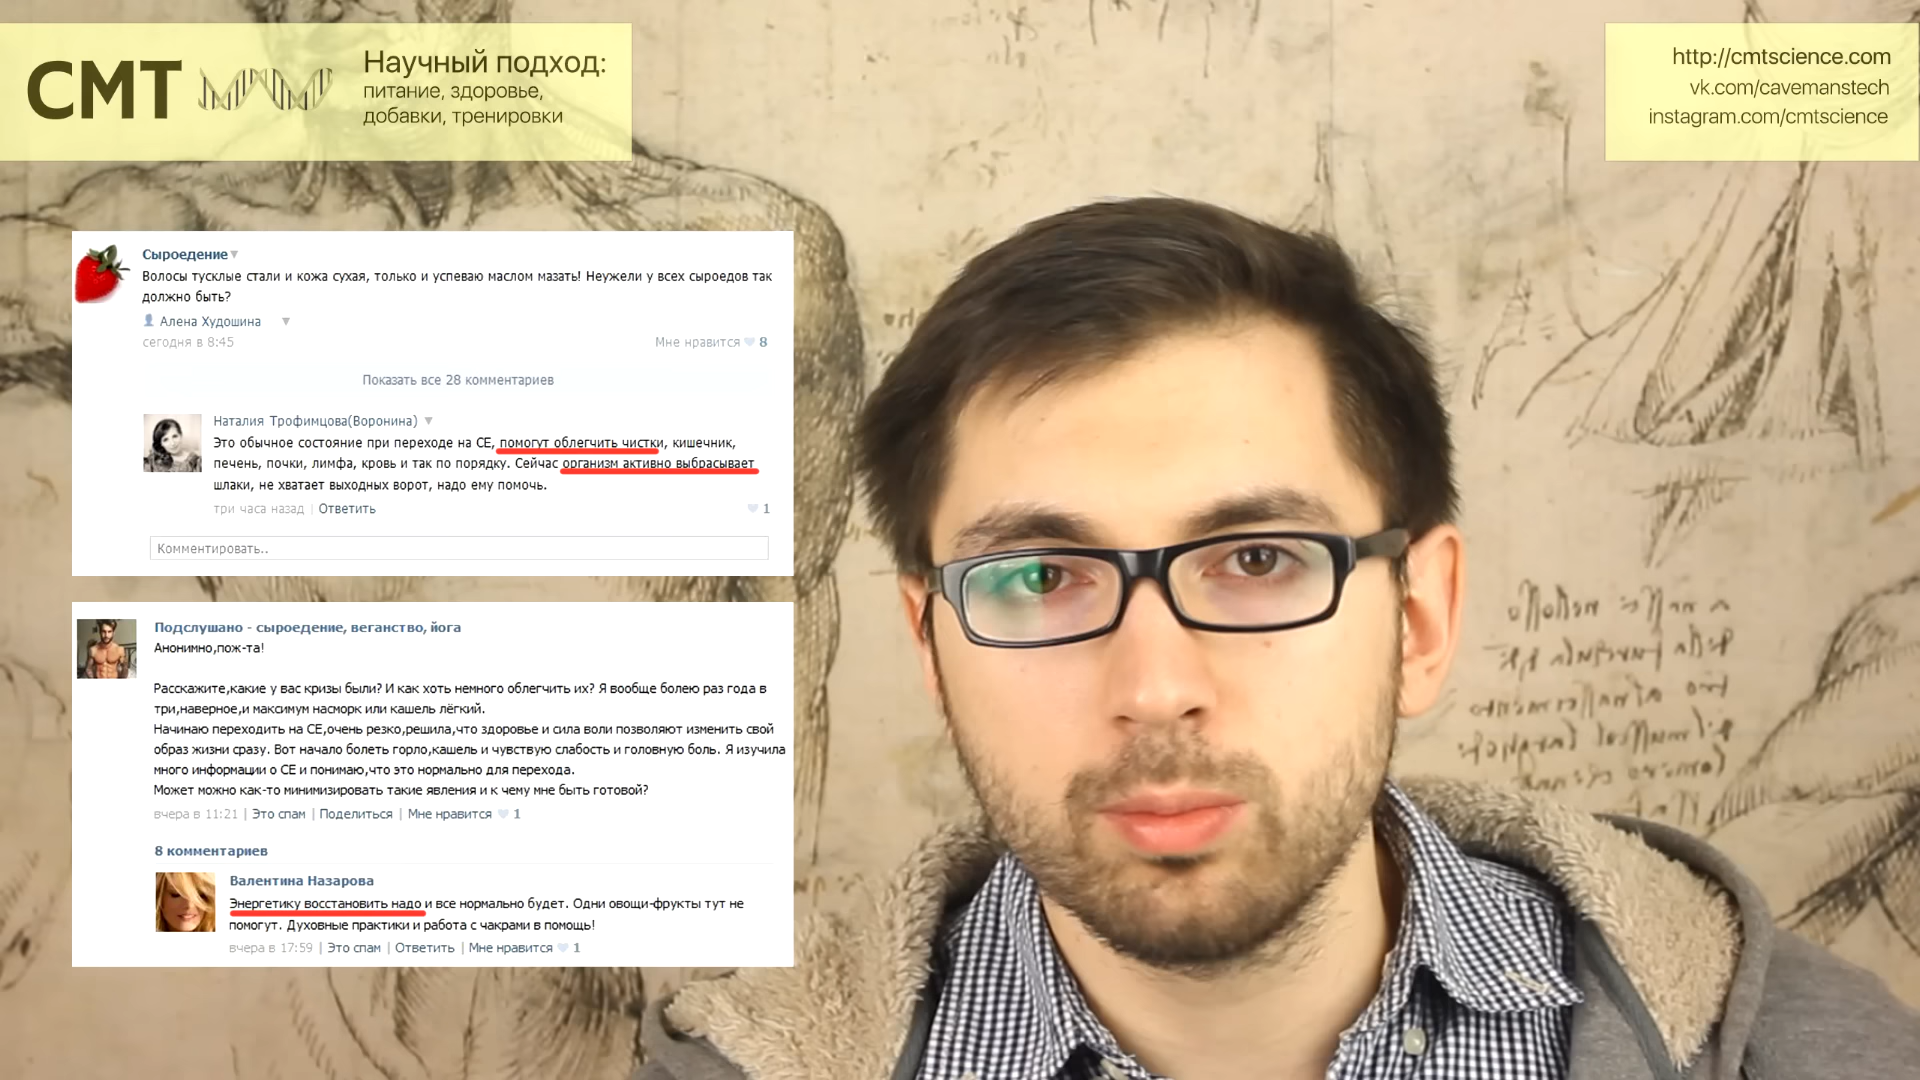 CMT
Научный подход:
питание, здоровье,
добавки, тренировки
http://cmtscience.com
vk.com/cavemanstech
instagram.com/cmtscience
Сыроедение
Волосы тусклые стали и кожа сухая, только и успеваю маслом мазать! Неужели у всех сыроедов так
должно быть?
Алена Худошина
сегодня в 8:45
Мне нравится 8
Показать все 28 комментариев
Наталия Трофимцова(Воронина)
Это обычное состояние при переходе на СЕ, помогут облегчить чистки, кишечник,
печень, почки, лимфа, кровь и так по порядку. Сейчас организм активно выбрасывает
шлаки, не хватает выходных ворот, надо ему помочь.
три часа назад | Ответить
1
Комментировать..
Подслушано - сыроедение, веганство, йога
Анонимно,пож-та!
Расскажите,какие у вас кризы были? И как хоть немного облегчить их? Я вообще болею раз года в
три,наверное,и максимум насморк или кашель лёгкий.
Начинаю переходить на СЕ,очень резко,решила,что здоровье и сила воли позволяют изменить свой
образ жизни сразу. Вот начало болеть горло,кашель и чувствую слабость и головную боль. Я изучила
много информации о СЕ и понимаю,что это нормально для перехода.
Может можно как-то минимизировать такие явления и к чему мне быть готовой?
вчера в 11:21 | Это спам | Поделиться | Мне нравится 1
8 комментариев
Валентина Назарова
Энергетику восстановить надо и все нормально будет. Одни овощи-фрукты тут не
помогут. Духовные практики и работа с чакрами в помощь!
вчера в 17:59 | Это спам | Ответить | Мне нравится 1